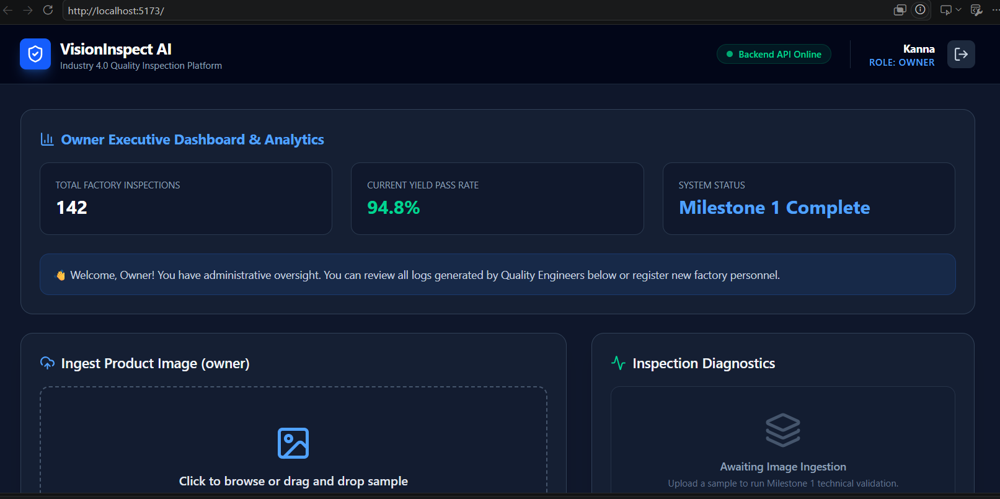 http://localhost:5173/
VisionInspect AI
Industry 4.0 Quality Inspection Platform
Backend API Online
Kanna
ROLE: OWNER
Owner Executive Dashboard & Analytics
TOTAL FACTORY INSPECTIONS
142
CURRENT YIELD PASS RATE
94.8%
SYSTEM STATUS
Milestone 1 Complete
👋 Welcome, Owner! You have administrative oversight. You can review all logs generated by Quality Engineers below or register new factory personnel.
Ingest Product Image (owner)
Click to browse or drag and drop sample
Inspection Diagnostics
Awaiting Image Ingestion
Upload a sample to run Milestone 1 technical validation.